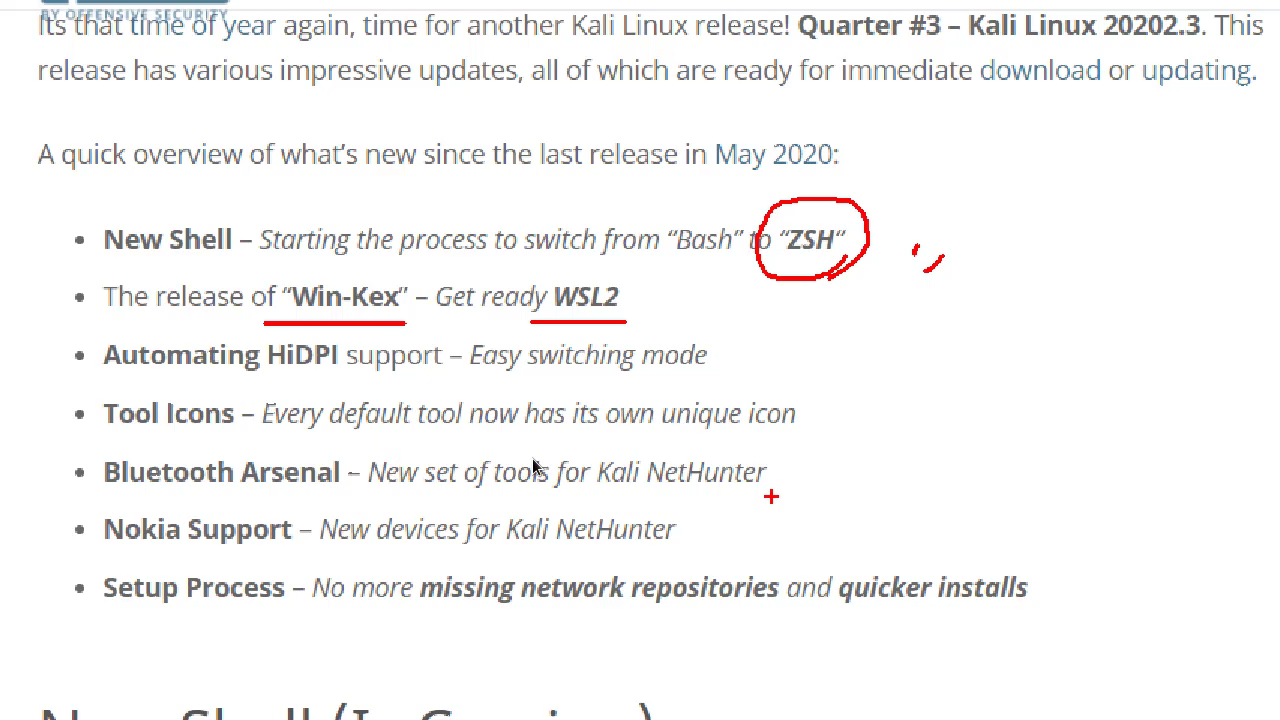 BY OFFENSIVE SECURITY
Its that time of year again, time for another Kali Linux release! Quarter #3 – Kali Linux 20202.3. This
release has various impressive updates, all of which are ready for immediate download or updating.
A quick overview of what’s new since the last release in May 2020:
• New Shell – Starting the process to switch from “Bash” to “ZSH“
• The release of “Win-Kex” – Get ready WSL2
• Automating HiDPI support – Easy switching mode
• Tool Icons – Every default tool now has its own unique icon
• Bluetooth Arsenal – New set of tools for Kali NetHunter
• Nokia Support – New devices for Kali NetHunter
• Setup Process – No more missing network repositories and quicker installs